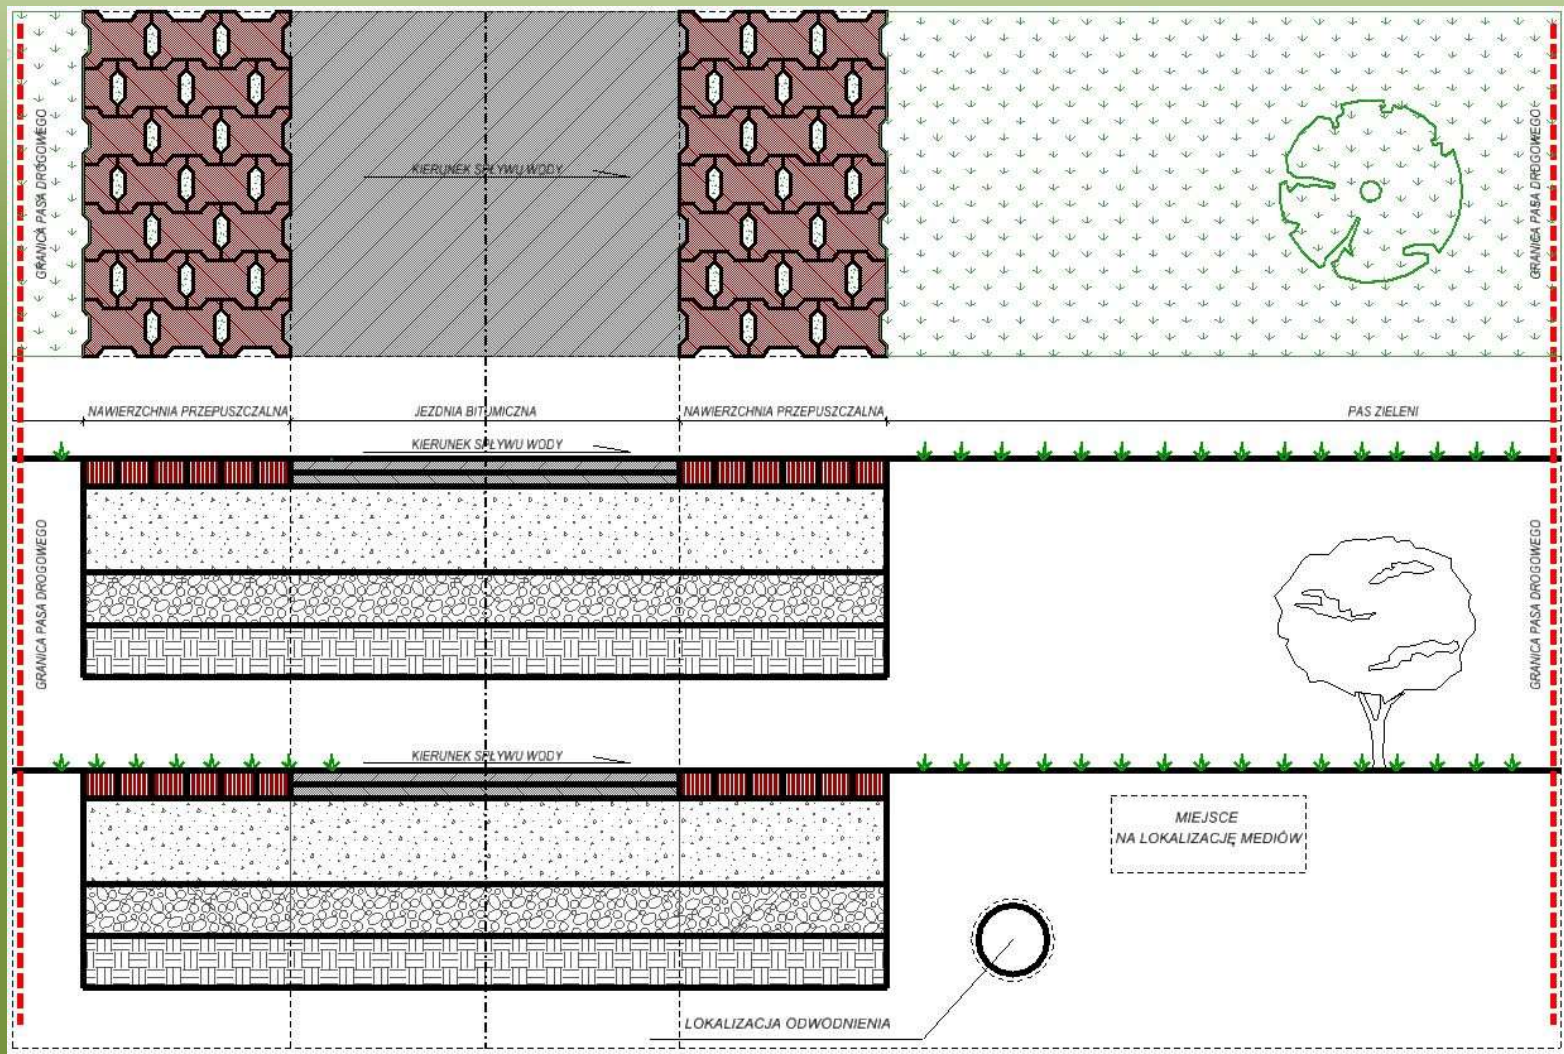 GRANICA PASA DROGOWEGO
KIERUNEK SPŁYWU WODY
GRANICA PASA DROGOWEGO
NAWIERZCHNIA PRZEPUSZCZALNA
JEZDNIA BITUMICZNA
NAWIERZCHNIA PRZEPUSZCZALNA
PAS ZIELENI
KIERUNEK SPŁYWU WODY
GRANICA PASA DROGOWEGO
GRANICA PASA DROGOWEGO
KIERUNEK SPŁYWU WODY
MIEJSCE
NA LOKALIZACJĘ MEDIÓW
LOKALIZACJA ODWODNIENIA